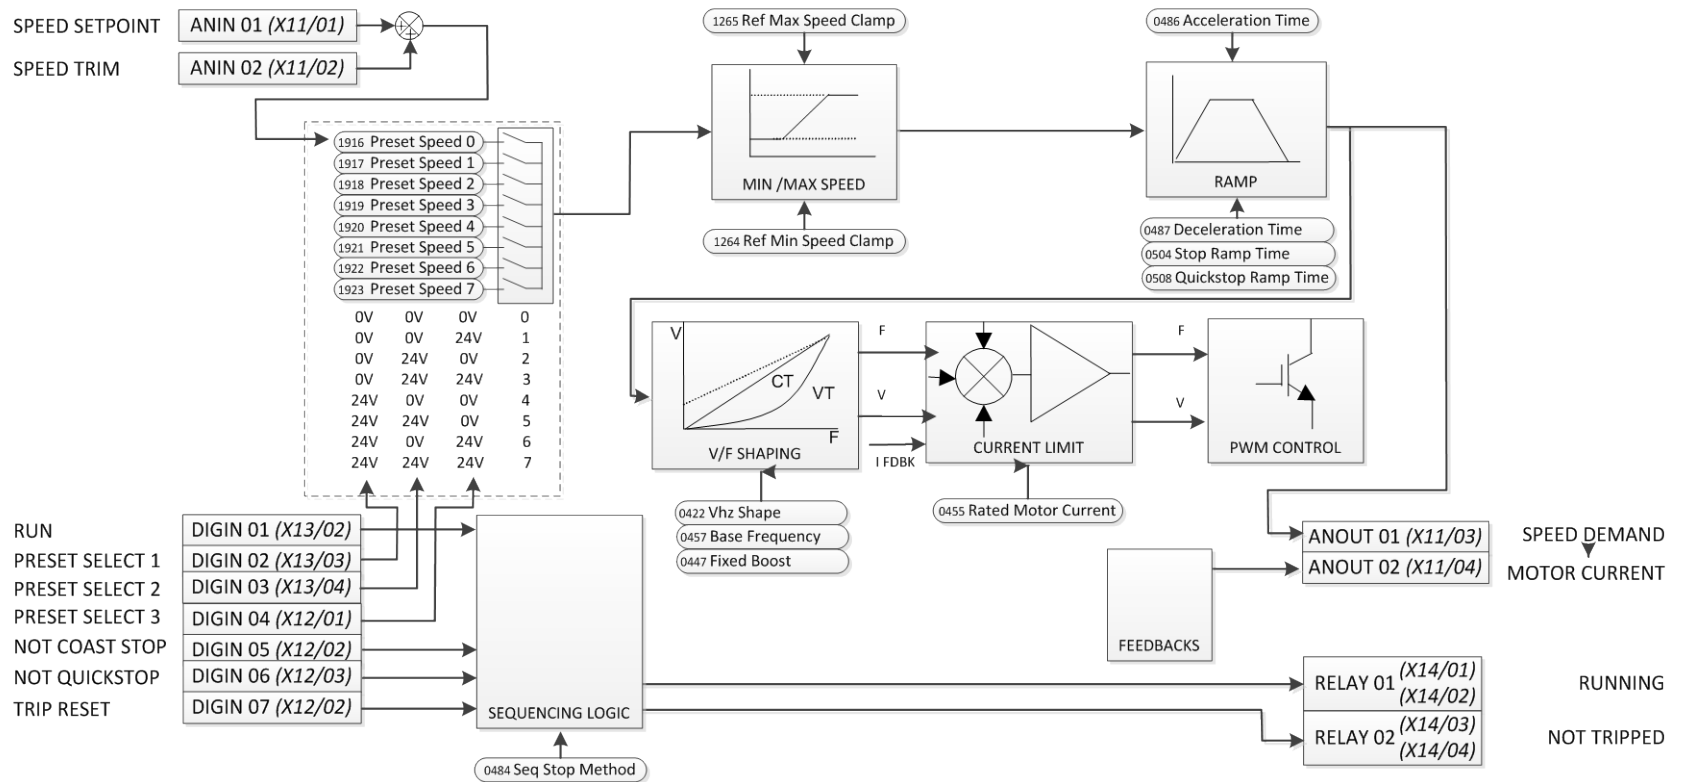 SPEED SETPOINT
ANIN 01 (X11/01)
SPEED TRIM
ANIN 02 (X11/02)
1265 Ref Max Speed Clamp
MIN /MAX SPEED
1264 Ref Min Speed Clamp
0486 Acceleration Time
RAMP
0487 Deceleration Time
0504 Stop Ramp Time
0508 Quickstop Ramp Time
1916 Preset Speed 0
1917 Preset Speed 1
1918 Preset Speed 2
1919 Preset Speed 3
1920 Preset Speed 4
1921 Preset Speed 5
1922 Preset Speed 6
1923 Preset Speed 7
0V 0V 0V 0
0V 0V 24V 1
0V 24V 0V 2
0V 24V 24V 3
24V 0V 0V 4
24V 24V 0V 5
24V 0V 24V 6
24V 24V 24V 7
V
CT
VT
F
V/F SHAPING
0422 Vhz Shape
0457 Base Frequency
0447 Fixed Boost
F
V
I FDBK
CURRENT LIMIT
0455 Rated Motor Current
F
V
PWM CONTROL
RUN
DIGIN 01 (X13/02)
PRESET SELECT 1
DIGIN 02 (X13/03)
PRESET SELECT 2
DIGIN 03 (X13/04)
PRESET SELECT 3
DIGIN 04 (X12/01)
NOT COAST STOP
DIGIN 05 (X12/02)
NOT QUICKSTOP
DIGIN 06 (X12/03)
TRIP RESET
DIGIN 07 (X12/02)
SEQUENCING LOGIC
0484 Seq Stop Method
FEEDBACKS
ANOUT 01 (X11/03)
SPEED DEMAND
ANOUT 02 (X11/04)
MOTOR CURRENT
RELAY 01 (X14/01)
(X14/02)
RUNNING
RELAY 02 (X14/03)
(X14/04)
NOT TRIPPED